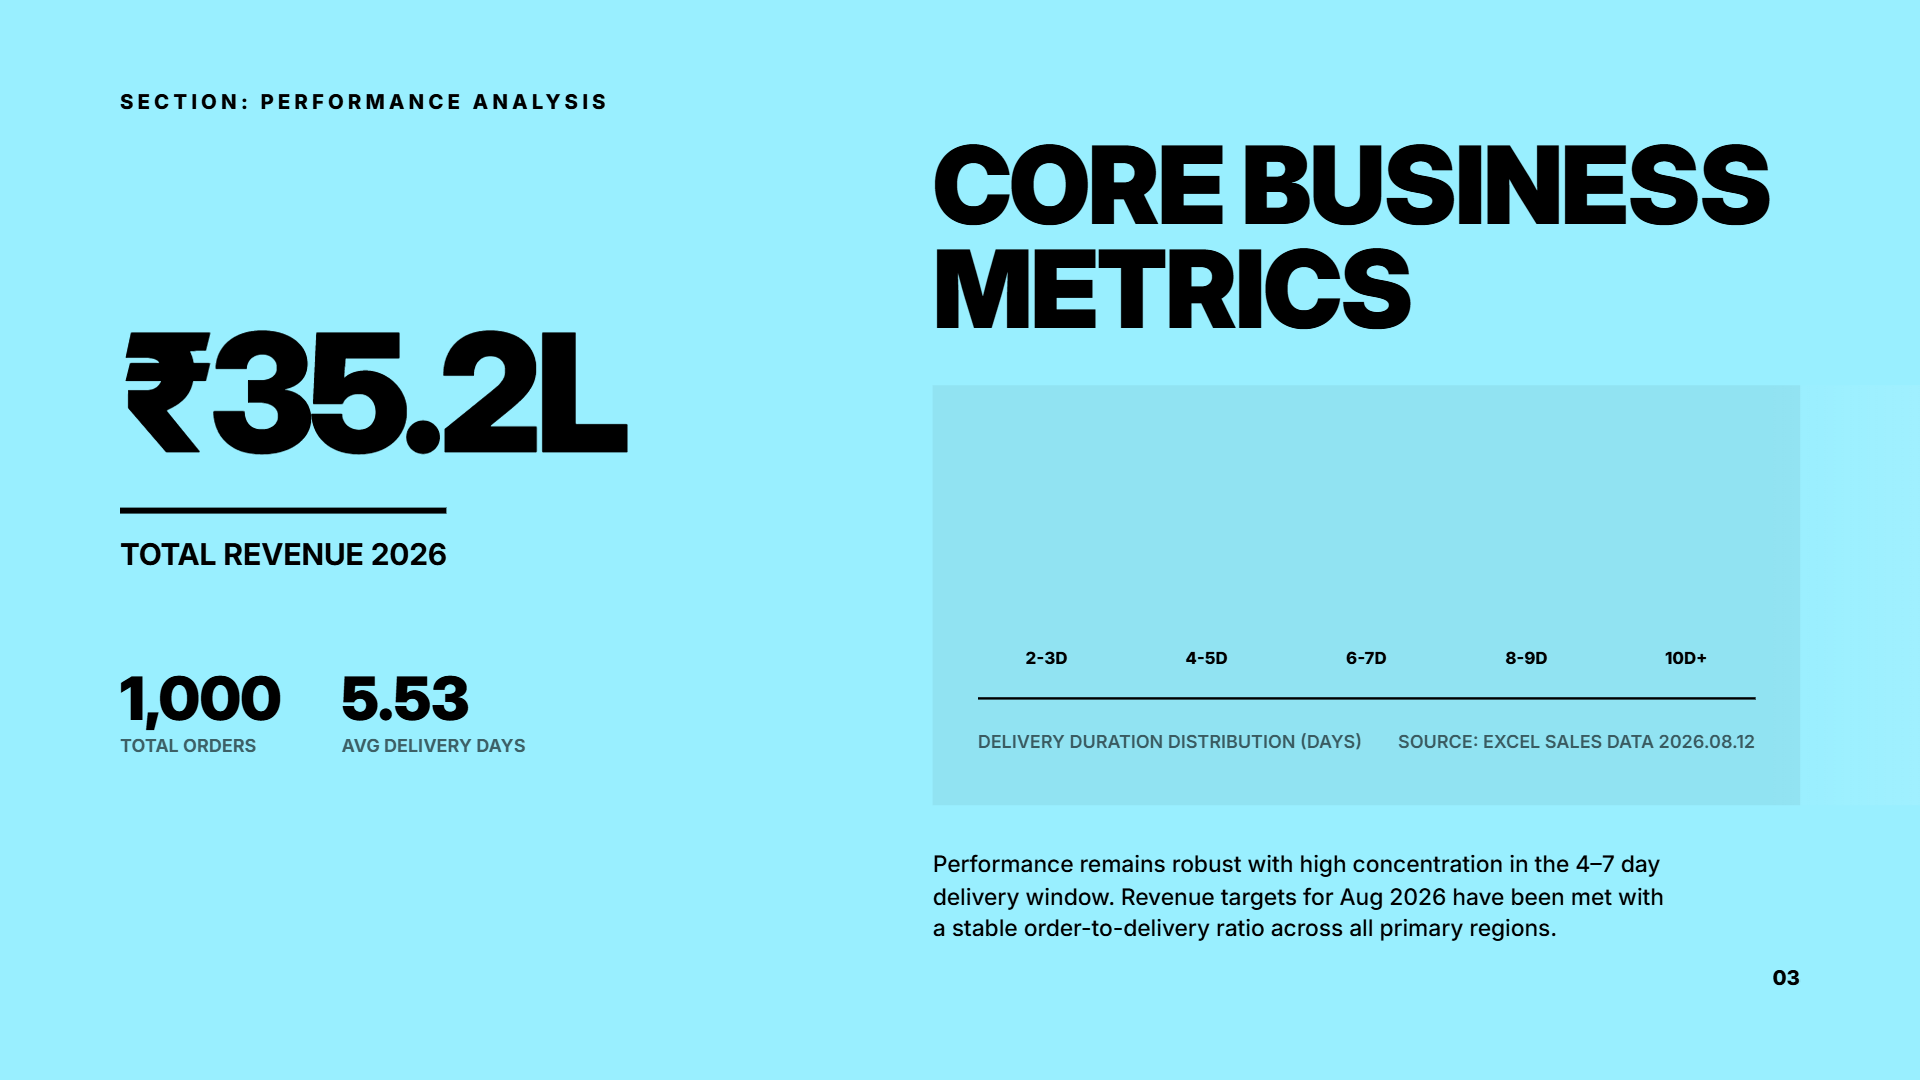 SECTION: PERFORMANCE ANALYSIS
₹35.2L
TOTAL REVENUE 2026
1,000
TOTAL ORDERS
5.53
AVG DELIVERY DAYS
CORE BUSINESS
METRICS
2-3D
4-5D
6-7D
8-9D
10D+
DELIVERY DURATION DISTRIBUTION (DAYS)
SOURCE: EXCEL SALES DATA 2026.08.12
Performance remains robust with high concentration in the 4–7 day
delivery window. Revenue targets for Aug 2026 have been met with
a stable order-to-delivery ratio across all primary regions.
03